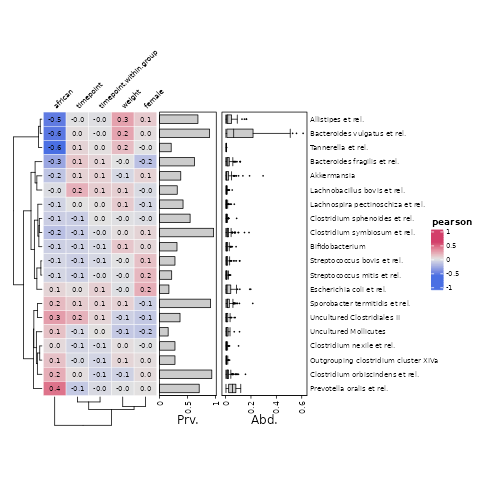 african timepoint timepoint.within.group weight female
-0.5 -0.0 -0.0 0.3 0.1 Allistipes et rel.
-0.6 0.0 -0.0 0.2 0.0 Bacteroides vulgatus et rel.
-0.6 0.1 0.0 0.2 -0.0 Tannerella et rel.
-0.3 0.1 0.1 -0.0 -0.2 Bacteroides fragilis et rel.
-0.2 0.1 0.1 -0.1 0.1 Akkermansia
-0.0 0.2 0.1 0.1 -0.0 Lachnobacillus bovis et rel.
-0.1 0.0 0.0 0.1 -0.1 Lachnospira pectinoschiza et rel.
-0.1 -0.1 -0.0 -0.0 -0.0 Clostridium sphenoides et rel.
-0.2 -0.1 -0.0 0.0 0.1 Clostridium symbiosum et rel.
-0.1 -0.1 -0.1 0.1 0.0 Bifidobacterium
-0.1 -0.1 -0.1 -0.0 0.1 Streptococcus bovis et rel.
-0.1 -0.1 -0.1 -0.0 0.2 Streptococcus mitis et rel.
0.1 0.0 0.1 -0.0 0.2 Escherichia coli et rel.
0.2 0.1 0.1 0.1 -0.1 Sporobacter termitidis et rel.
0.3 0.2 0.1 -0.1 -0.1 Uncultured Clostridiales II
0.1 -0.1 0.0 -0.1 -0.2 Uncultured Mollicutes
0.0 -0.1 -0.1 0.0 -0.0 Clostridium nexile et rel.
0.1 -0.0 -0.1 0.1 0.0 Outgrouping clostridium cluster XIVa
0.2 0.0 -0.1 -0.1 0.0 Clostridium orbiscindens et rel.
0.4 -0.1 -0.0 -0.0 0.0 Prevotella oralis et rel.
0 0.5 1
Prv.
0 0.2 0.4 0.6
Abd.
pearson
1
0.5
0
-0.5
-1